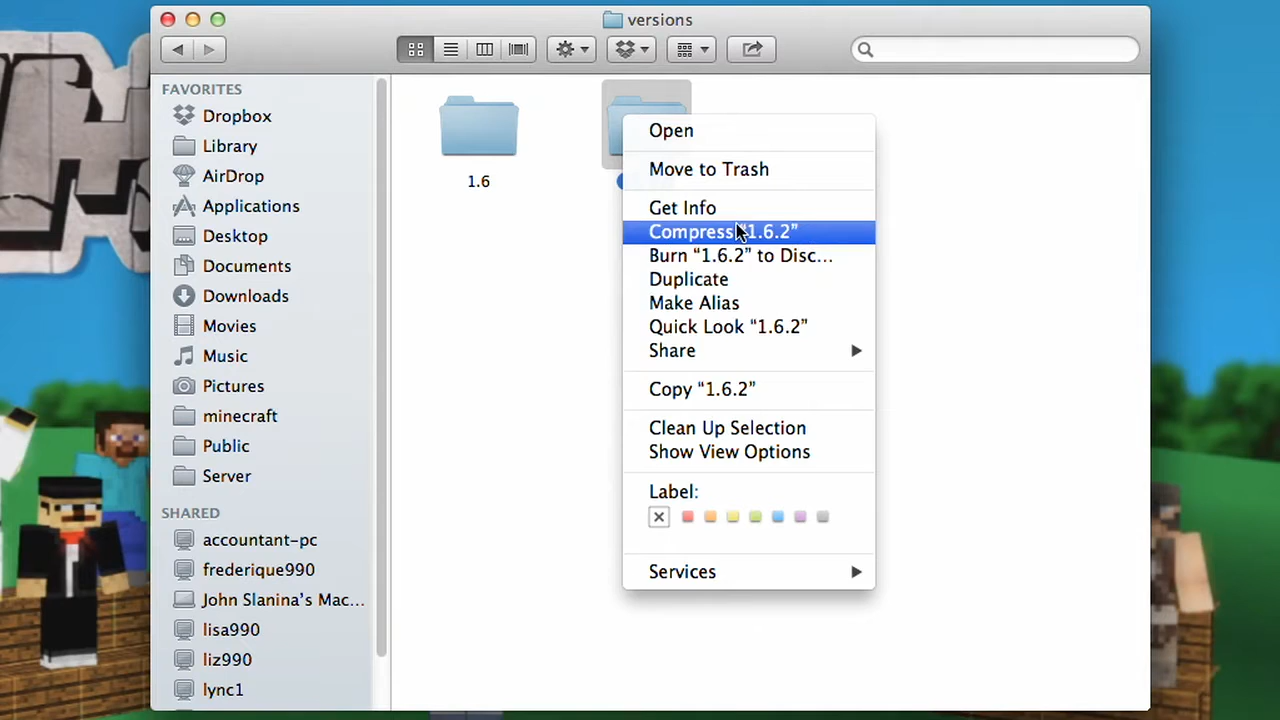 versions
FAVORITES
Dropbox
Library
AirDrop
Applications
Desktop
Documents
Downloads
Movies
Music
Pictures
minecraft
Public
Server
SHARED
accountant-pc
frederique990
John Slanina’s Mac...
lisa990
liz990
lync1
1.6
Open
Move to Trash
Get Info
Compress “1.6.2”
Burn “1.6.2” to Disc...
Duplicate
Make Alias
Quick Look “1.6.2”
Share
Copy “1.6.2”
Clean Up Selection
Show View Options
Label:
Services